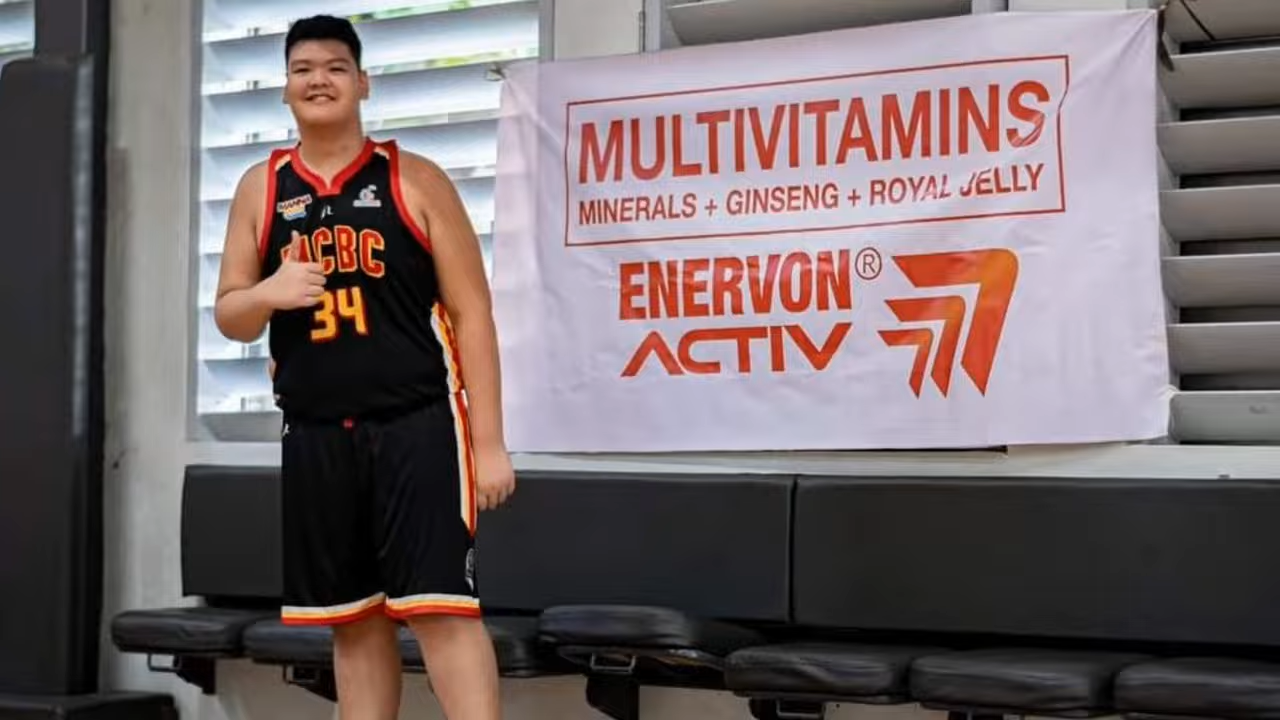 MULTIVITAMINS
MINERALS + GINSENG + ROYAL JELLY
ENERVON®
ACTIV
MCBC
34